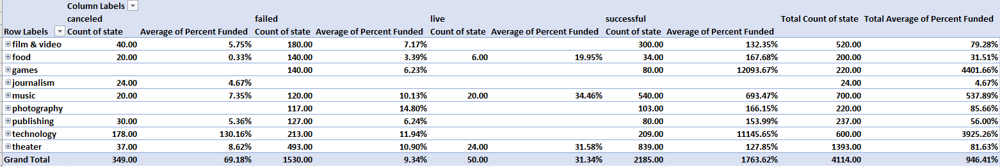 Column Labels
canceled failed live successful Total Count of state Total Average of Percent Funded
Row Labels Count of state Average of Percent Funded Count of state Average of Percent Funded Count of state Average of Percent Funded Count of state Average of Percent Funded
film & video 40.00 5.75% 180.00 7.17% 300.00 132.35% 520.00 79.28%
food 20.00 0.33% 140.00 3.39% 6.00 19.95% 34.00 167.68% 200.00 31.51%
games 140.00 6.23% 80.00 12093.67% 220.00 4401.66%
journalism 24.00 4.67% 24.00 4.67%
music 20.00 7.35% 120.00 10.13% 20.00 34.46% 540.00 693.47% 700.00 537.89%
photography 117.00 14.80% 103.00 166.15% 220.00 85.66%
publishing 30.00 5.36% 127.00 6.24% 80.00 153.99% 237.00 56.00%
technology 178.00 130.16% 213.00 11.94% 209.00 11145.65% 600.00 3925.26%
theater 37.00 8.62% 493.00 10.90% 24.00 31.58% 839.00 127.85% 1393.00 81.63%
Grand Total 349.00 69.18% 1530.00 9.34% 50.00 31.34% 2185.00 1763.62% 4114.00 946.41%